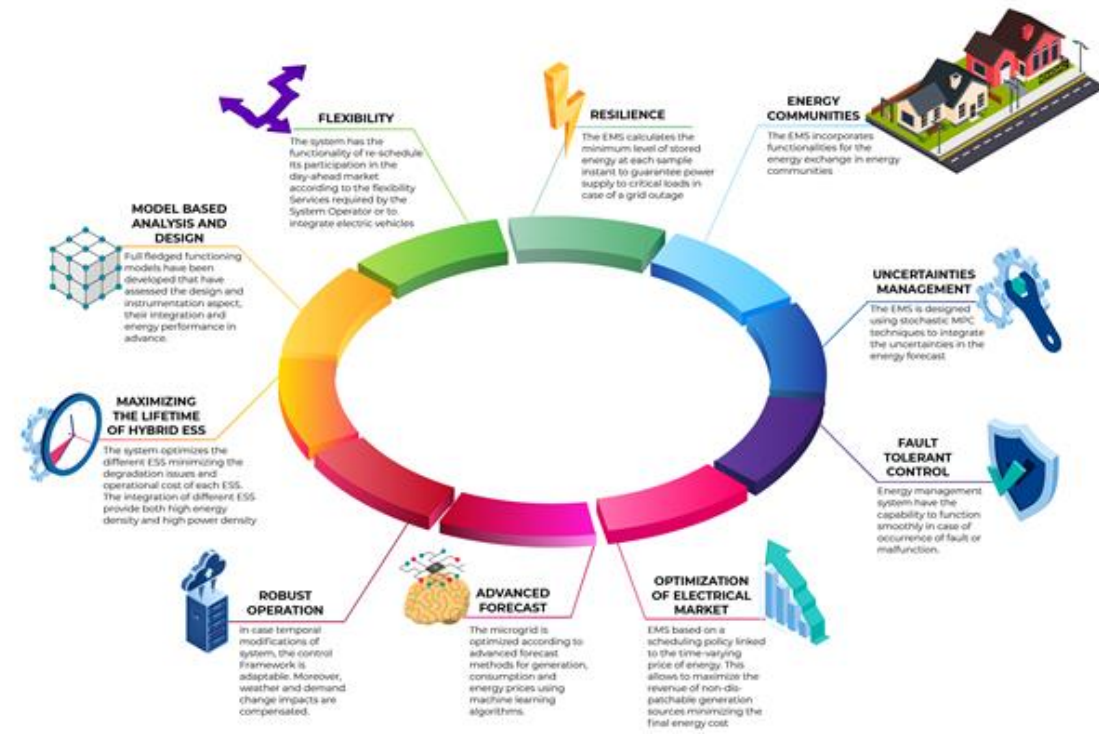 FLEXIBILITY
The system has the
functionality of re-schedule
its participation in the
day-ahead market
according to the flexibility
Services required by the
System Operator or to
integrate electric vehicles
RESILIENCE
The EMS calculates the
minimum level of stored
energy at each sample
instant to guarantee power
supply to critical loads in
case of a grid outage
ENERGY
COMMUNITIES
The EMS incorporates
functionalities for the
energy exchange in energy
communities
UNCERTAINTIES
MANAGEMENT
The EMS is designed
using stochastic MPC
techniques to integrate
the uncertainties in the
energy forecast
FAULT
TOLERANT
CONTROL
Energy management
system have the
capability to function
smoothly in case of
occurrence of fault or
malfunction.
OPTIMIZATION
OF ELECTRICAL
MARKET
EMS based on a
scheduling policy linked
to the time-varying
price of energy. This
allows to maximize the
revenue of non-dis-
patchable generation
sources minimizing the
final energy cost
ADVANCED
FORECAST
The microgrid is
optimized according to
advanced forecast
methods for generation,
consumption and
energy prices using
machine learning
algorithms.
ROBUST
OPERATION
In case temporal
modifications of
system, the control
Framework is
adaptable. Moreover,
weather and demand
change impacts are
compensated.
MAXIMIZING
THE LIFETIME
OF HYBRID ESS
The system optimizes the
different ESS minimizing the
degradation issues and
operational cost of each ESS.
The integration of different ESS
provide both high energy
density and high power density
MODEL BASED
ANALYSIS AND
DESIGN
Full fledged functioning
models have been
developed that have
assessed the design and
instrumentation aspect,
their integration and
energy performance in
advance.